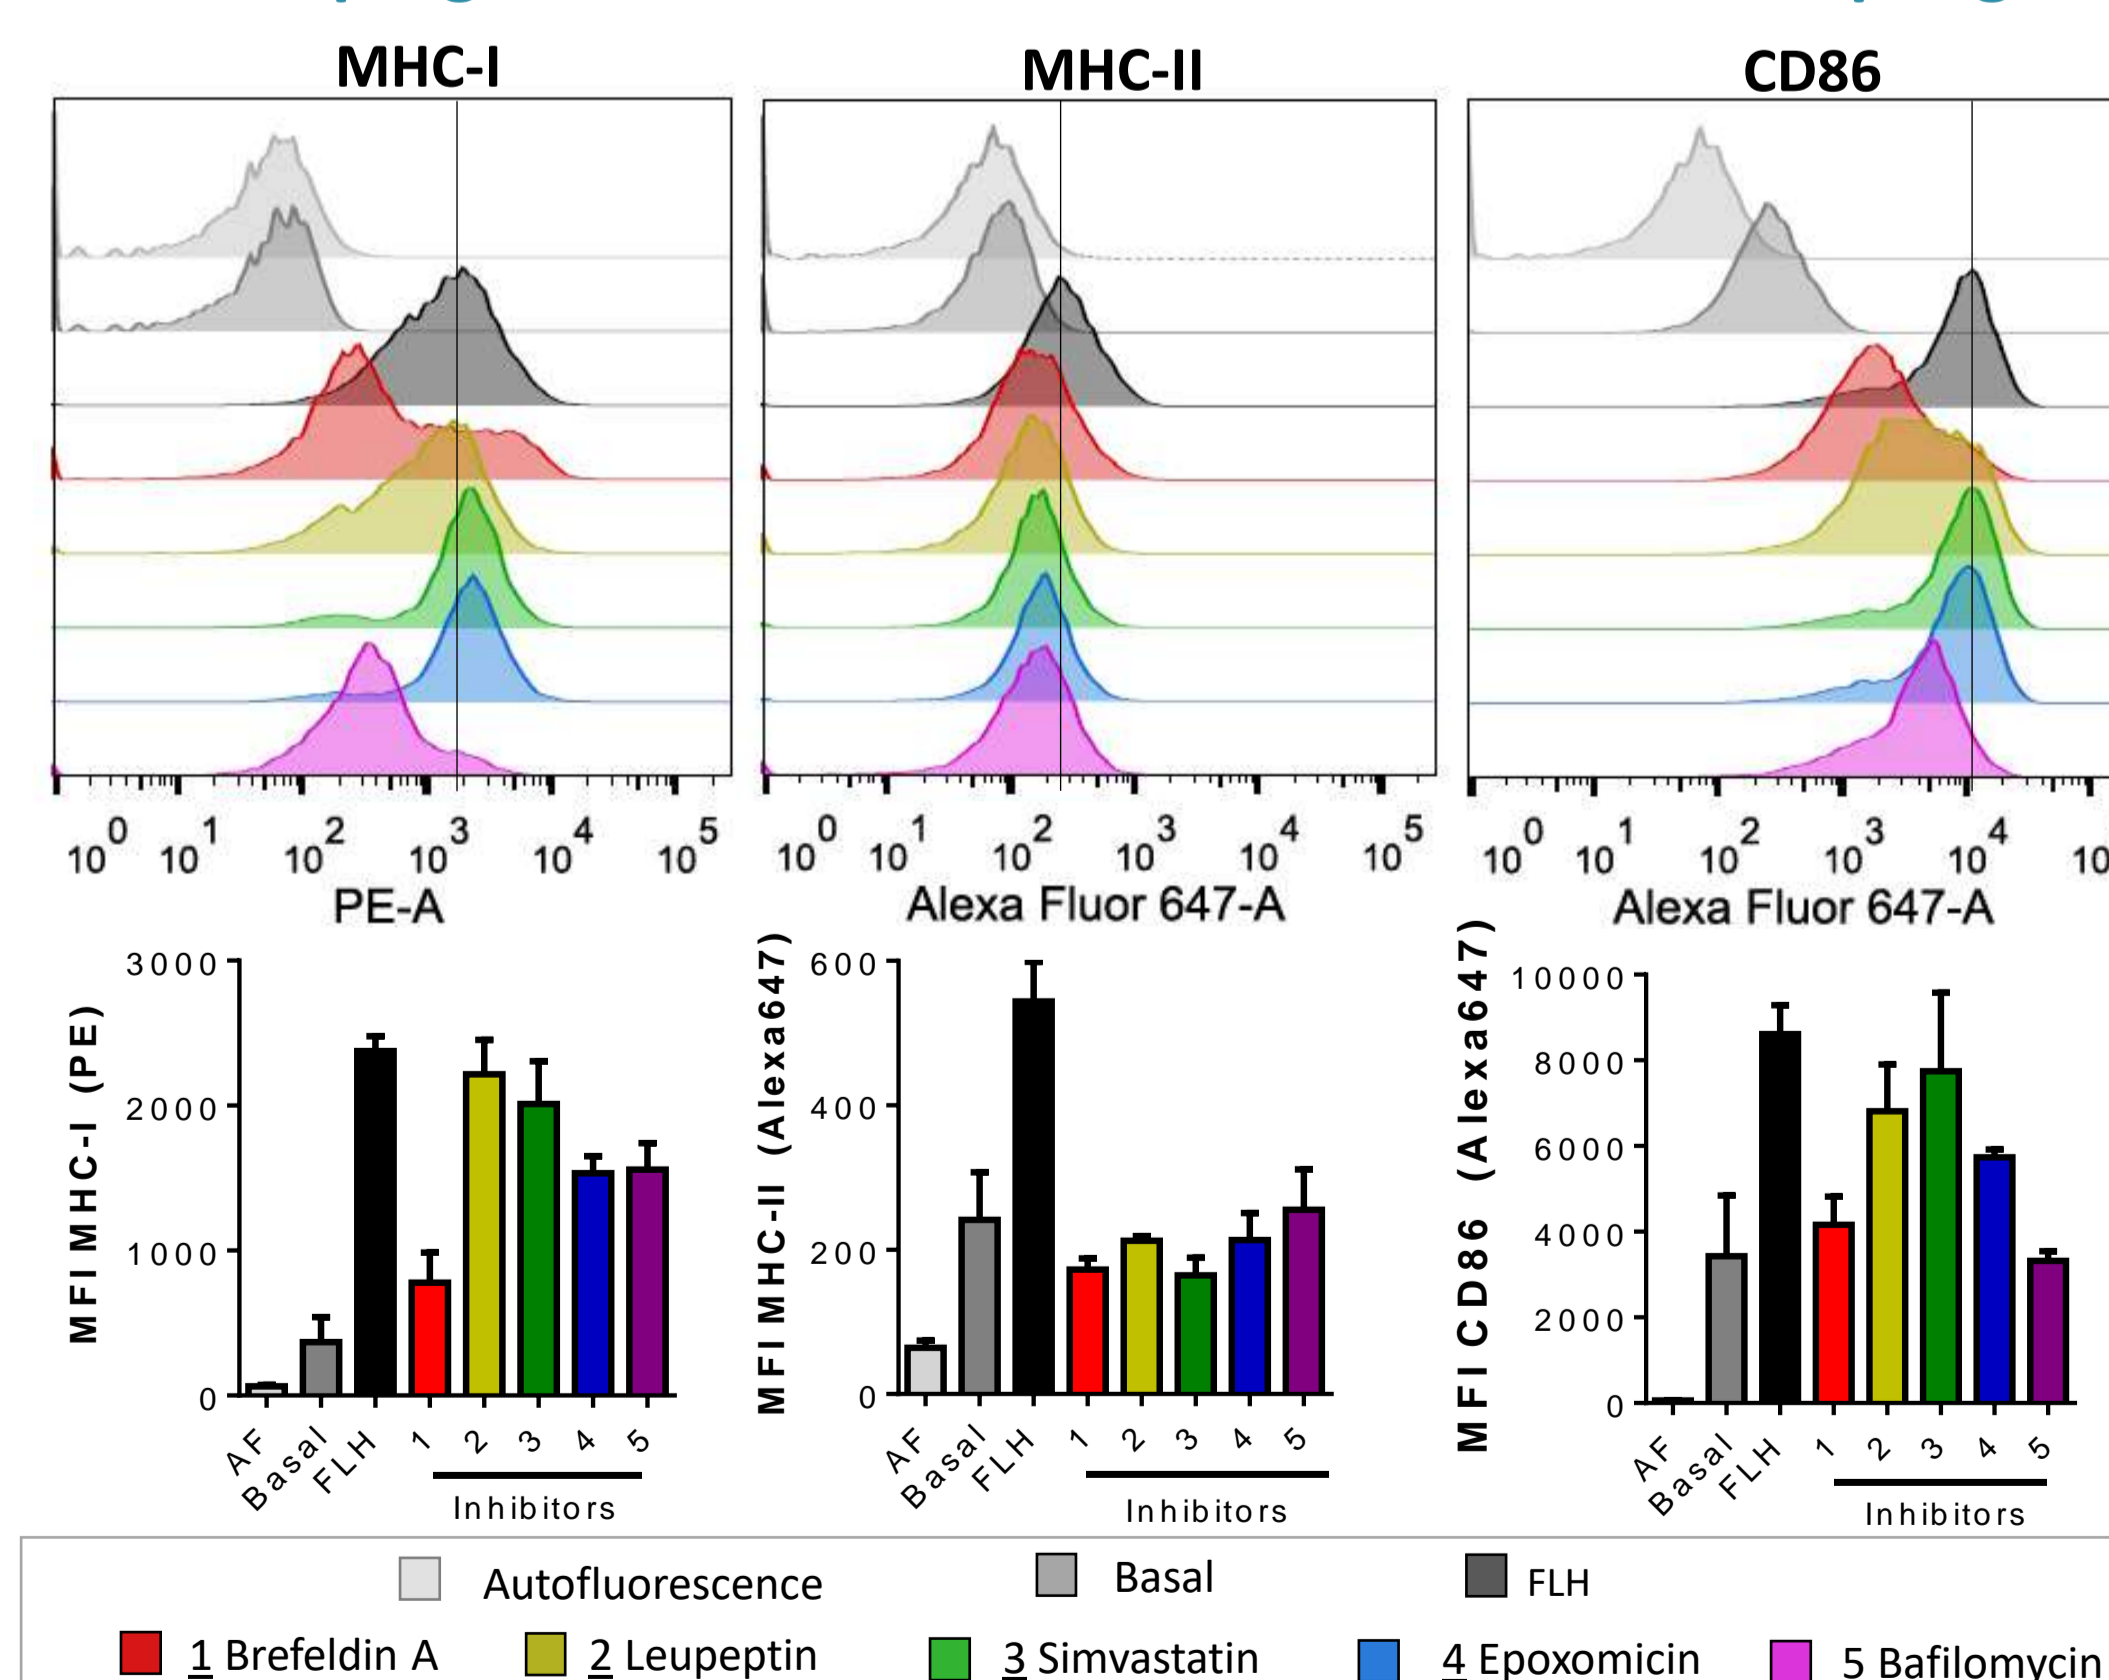 MHC-I
MHC-II
CD86
10^0 10^1 10^2 10^3 10^4 10^5
PE-A
10^0 10^1 10^2 10^3 10^4 10^5
Alexa Fluor 647-A
10^0 10^1 10^2 10^3 10^4 10
Alexa Fluor 647-A
MFI MHC-I (PE)
3000
2000
1000
0
AF Basal FLH 1 2 3 4 5
Inhibitors
MFI MHC-II (Alexa647)
600
400
200
0
AF Basal FLH 1 2 3 4 5
Inhibitors
MFI CD86 (Alexa647)
10000
8000
6000
4000
2000
0
AF Basal FLH 1 2 3 4 5
Inhibitors
Autofluorescence Basal FLH
1 Brefeldin A 2 Leupeptin 3 Simvastatin 4 Epoxomicin 5 Bafilomycin